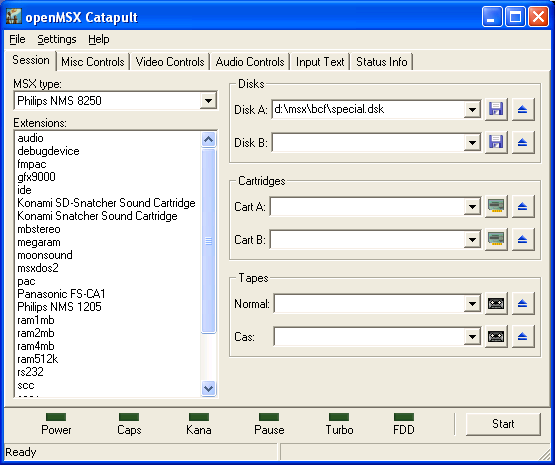 openMSX Catapult
File Settings Help
Session Misc Controls Video Controls Audio Controls Input Text Status Info
MSX type:
Philips NMS 8250
Extensions:
audio
debugdevice
fmpac
gfx9000
ide
Konami SD-Snatcher Sound Cartridge
Konami Snatcher Sound Cartridge
mbstereo
megaram
moonsound
msxdos2
pac
Panasonic FS-CA1
Philips NMS 1205
ram1mb
ram2mb
ram4mb
ram512k
rs232
scc
Disks
Disk A: d:\msx\bcf\special.dsk
Disk B:
Cartridges
Cart A:
Cart B:
Tapes
Normal:
Cas:
Power Caps Kana Pause Turbo FDD Start
Ready